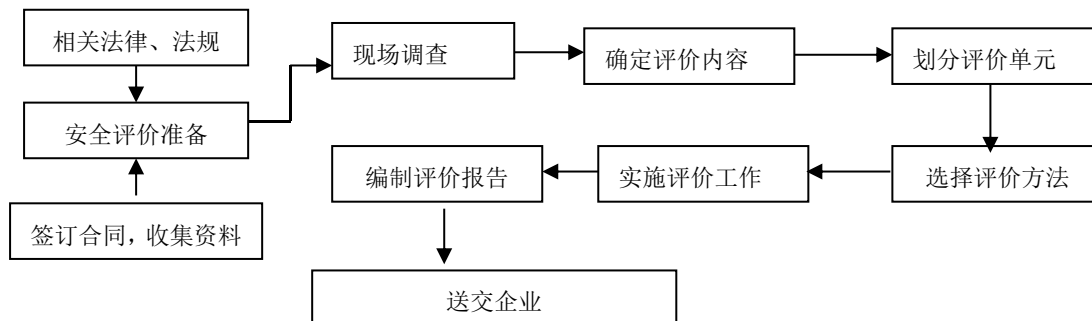 相关法律、法规
安全评价准备
签订合同，收集资料
现场调查
确定评价内容
划分评价单元
选择评价方法
实施评价工作
编制评价报告
送交企业